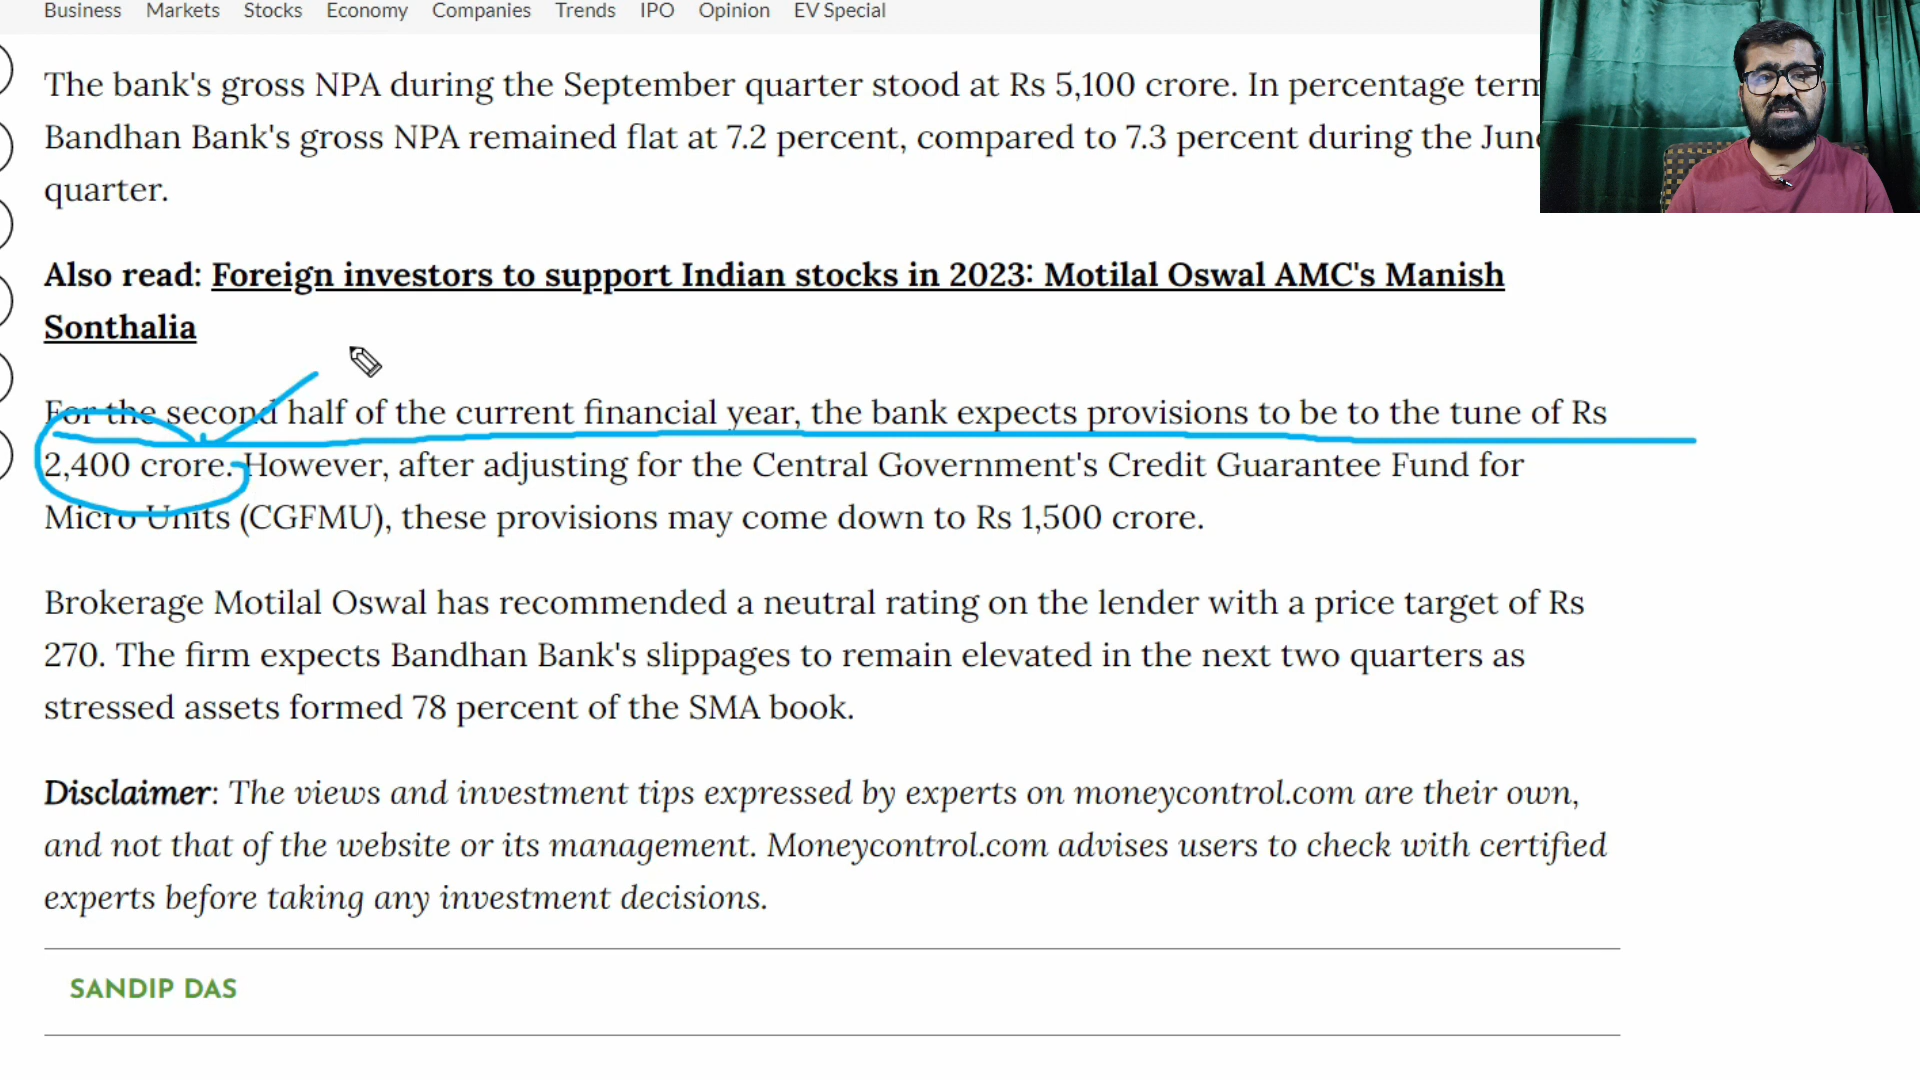 Business Markets Stocks Economy Companies Trends IPO Opinion EV Special
The bank's gross NPA during the September quarter stood at Rs 5,100 crore. In percentage
Bandhan Bank's gross NPA remained flat at 7.2 percent, compared to 7.3 percent during the
quarter.
Also read: Foreign investors to support Indian stocks in 2023: Motilal Oswal AMC's Manish
Sonthalia
For the second half of the current financial year, the bank expects provisions to be to the tune of Rs
2,400 crore. However, after adjusting for the Central Government's Credit Guarantee Fund for
Micro Units (CGFMU), these provisions may come down to Rs 1,500 crore.
Brokerage Motilal Oswal has recommended a neutral rating on the lender with a price target of Rs
270. The firm expects Bandhan Bank's slippages to remain elevated in the next two quarters as
stressed assets formed 78 percent of the SMA book.
Disclaimer: The views and investment tips expressed by experts on moneycontrol.com are their own,
and not that of the website or its management. Moneycontrol.com advises users to check with certified
experts before taking any investment decisions.
SANDIP DAS